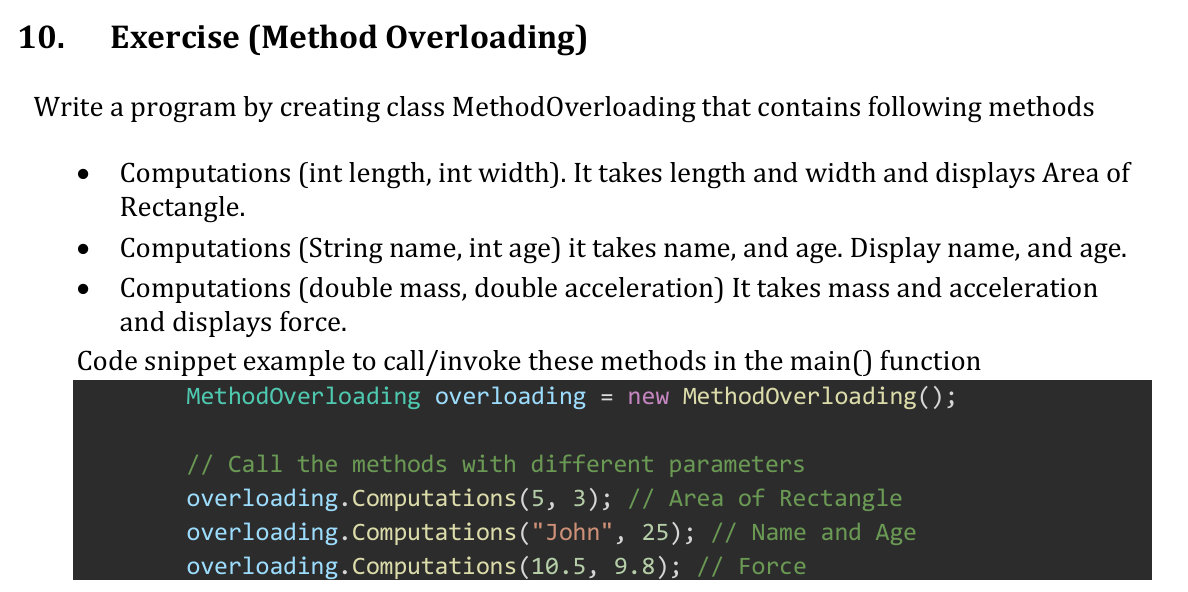 10. Exercise (Method Overloading)
Write a program by creating class MethodOverloading that contains following methods
• Computations (int length, int width). It takes length and width and displays Area of
Rectangle.
• Computations (String name, int age) it takes name, and age. Display name, and age.
• Computations (double mass, double acceleration) It takes mass and acceleration
and displays force.
Code snippet example to call/invoke these methods in the main() function
MethodOverloading overloading = new MethodOverloading();
// Call the methods with different parameters
overloading.Computations(5, 3); // Area of Rectangle
overloading.Computations("John", 25); // Name and Age
overloading.Computations(10.5, 9.8); // Force